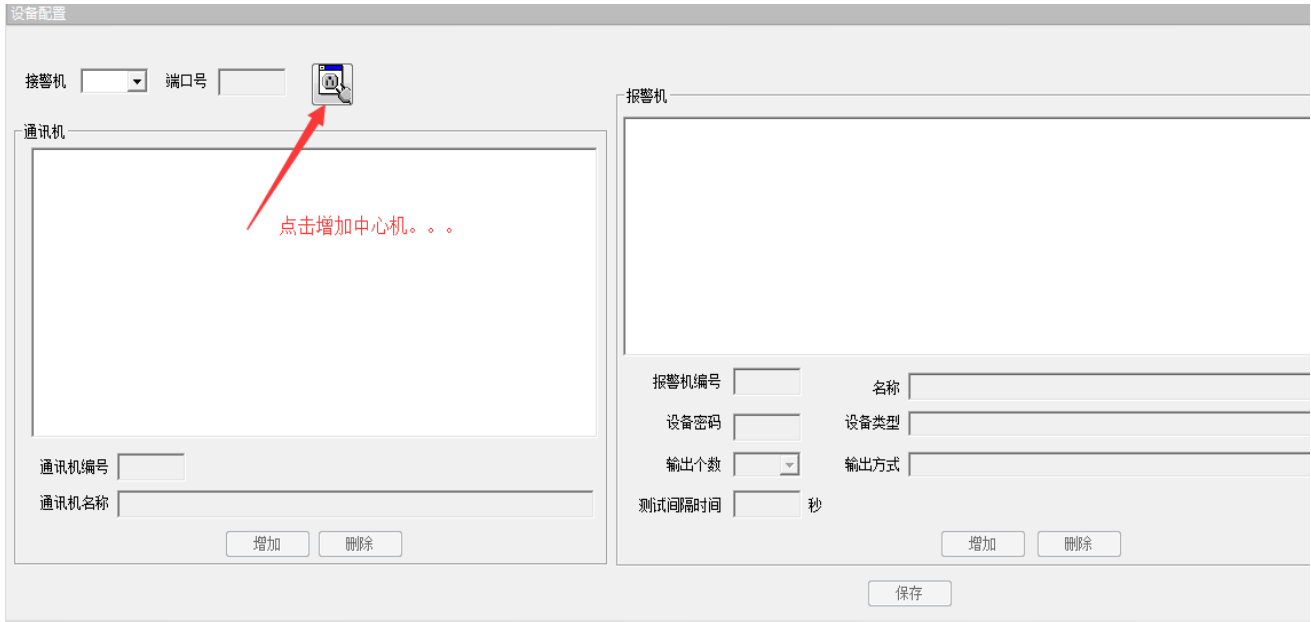 设备配置
接警机 端口号
通讯机
点击增加中心机。。。
通讯机编号
通讯机名称
增加 删除
报警机
报警机编号 名称
设备密码 设备类型
输出个数 输出方式
测试间隔时间 秒
增加 删除
保存